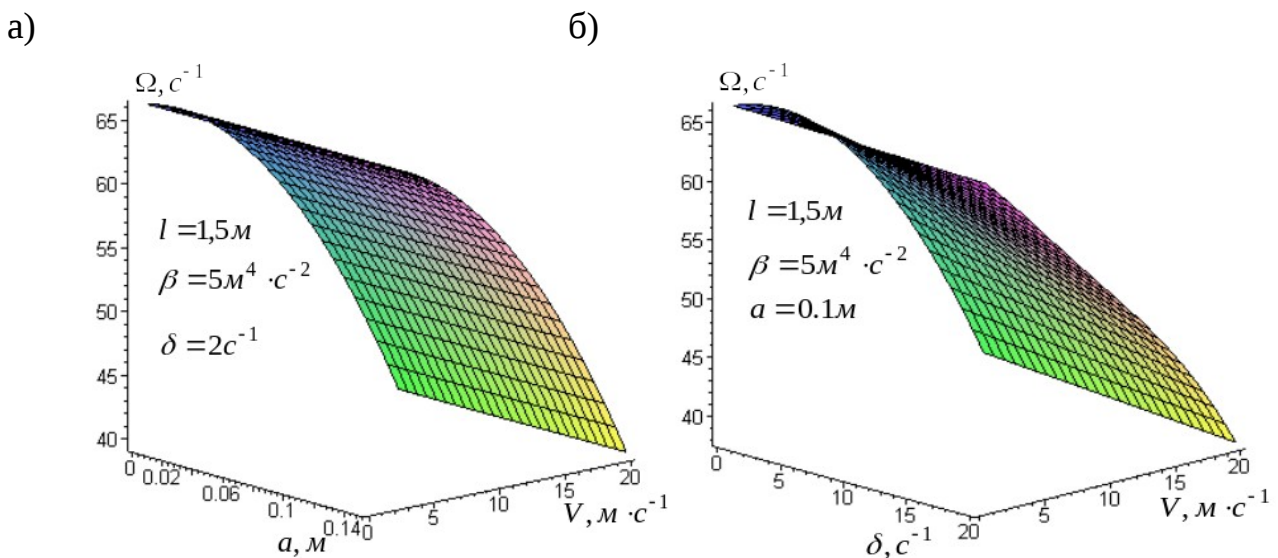 а)
Ω, c⁻¹
65
60
55
50
45
40
l = 1,5м
β = 5м⁴ · c⁻²
δ = 2c⁻¹
0 0.02 0.06 0.1 0.14
a, м
0 5 10 15 20
V, м · c⁻¹
б)
Ω, c⁻¹
65
60
55
50
45
40
l = 1,5м
β = 5м⁴ · c⁻²
a = 0.1м
0 5 10 15 20
δ, c⁻¹
5 10 15 20
V, м · c⁻¹